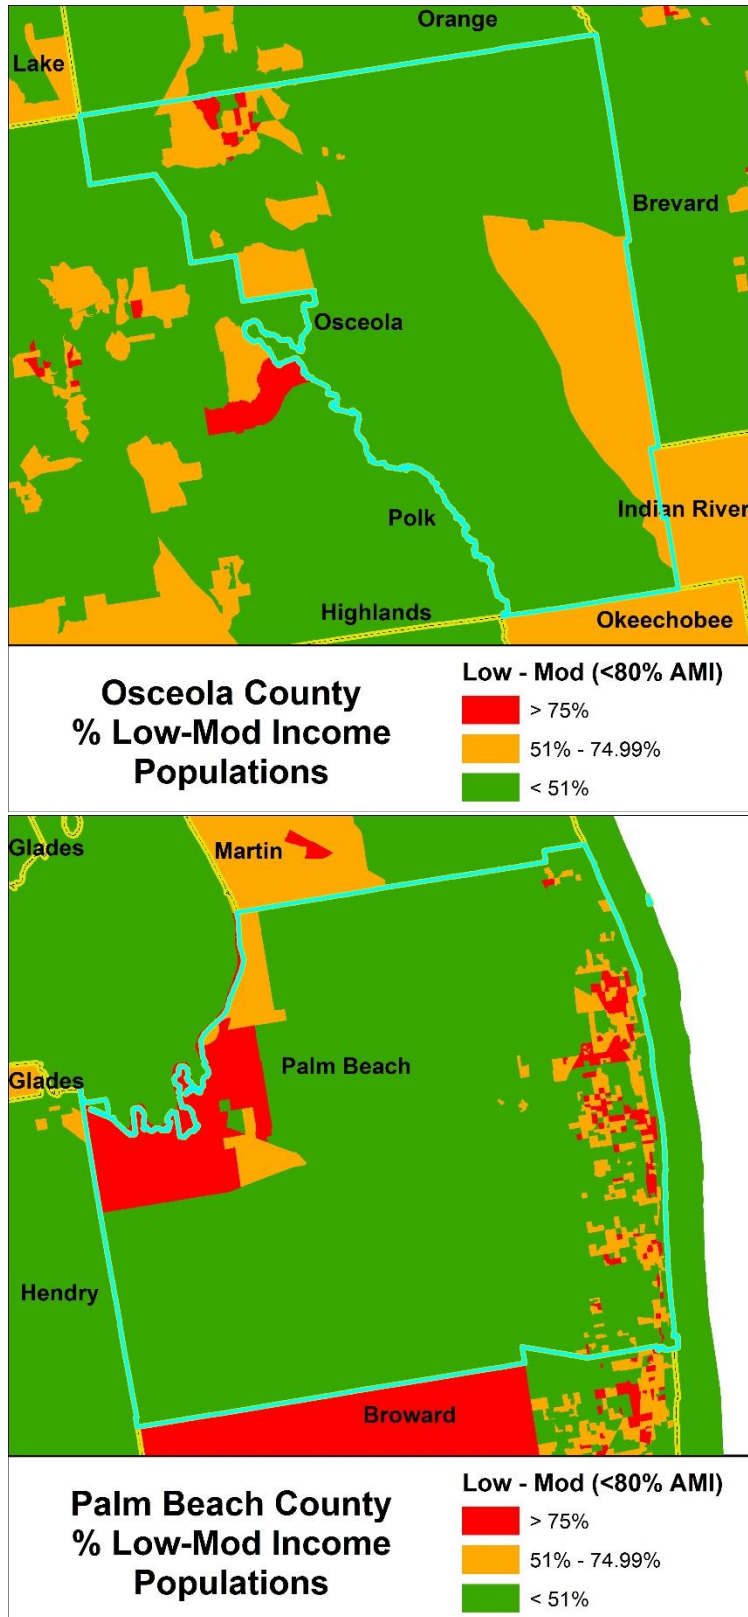 Orange
Lake
Brevard
Osceola
Indian River
Polk
Highlands
Okeechobee
Osceola County
% Low-Mod Income
Populations
Low - Mod (<80% AMI)
> 75%
51% - 74.99%
< 51%
Glades
Martin
Palm Beach
Glades
Hendry
Broward
Palm Beach County
% Low-Mod Income
Populations
Low - Mod (<80% AMI)
> 75%
51% - 74.99%
< 51%